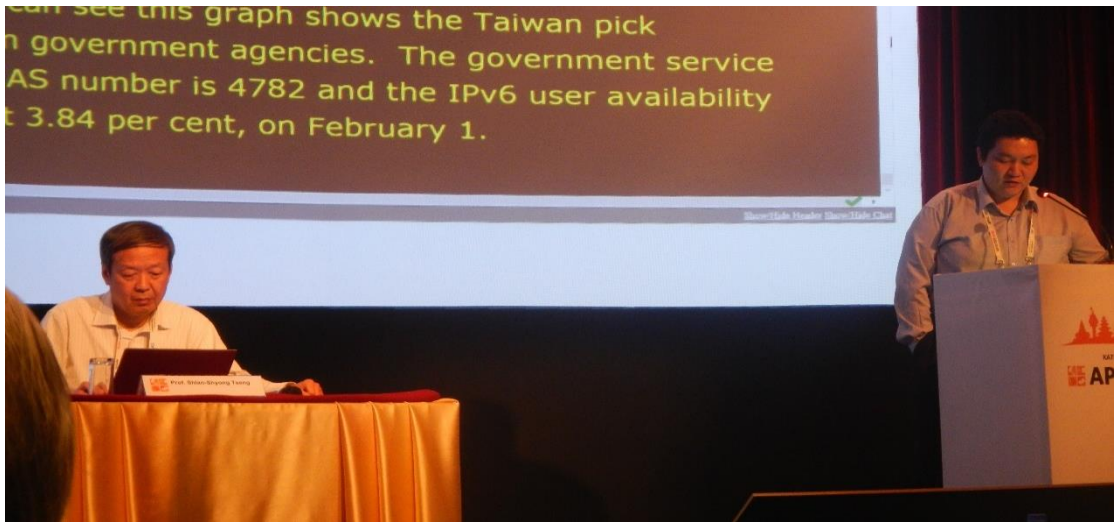 can see this graph shows the Taiwan pick
government agencies. The government service
AS number is 4782 and the IPv6 user availability
3.84 per cent, on February 1.
Show/Hide Header Show/Hide Chat
Prof. Shian-Shyong Tseng
AP